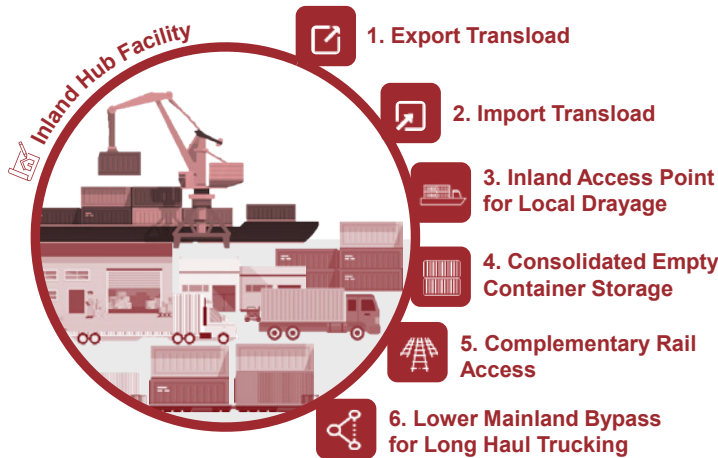 Inland Hub Facility
1. Export Transload
2. Import Transload
3. Inland Access Point
for Local Drayage
4. Consolidated Empty
Container Storage
5. Complementary Rail
Access
6. Lower Mainland Bypass
for Long Haul Trucking